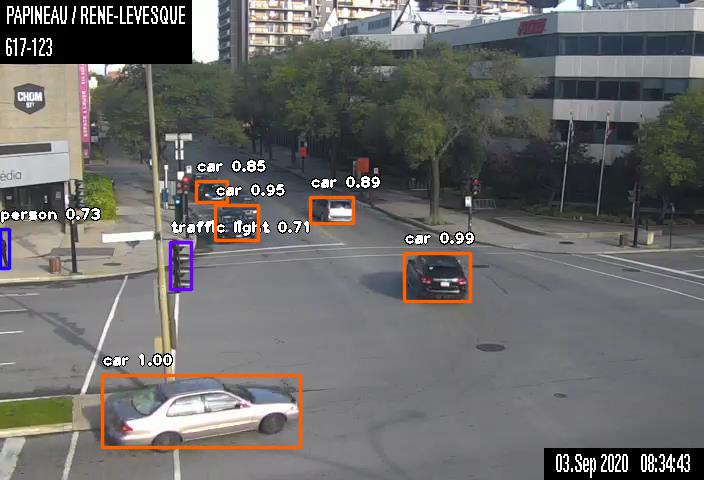 PAPINEAU / RENE-LEVESQUE
617-123
CHOM
car 0.85
car 0.95
car 0.89
person 0.73
traffic light 0.71
car 0.99
car 1.00
03.Sep 2020 08:34:43